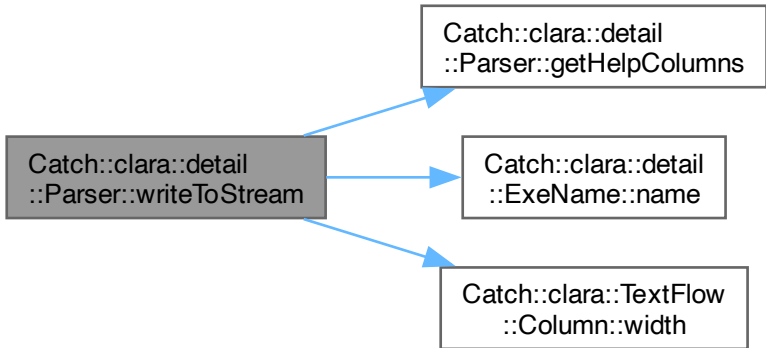 Catch::clara::detail
::Parser::writeToStream
Catch::clara::detail
::Parser::getHelpColumns
Catch::clara::detail
::ExeName::name
Catch::clara::TextFlow
::Column::width